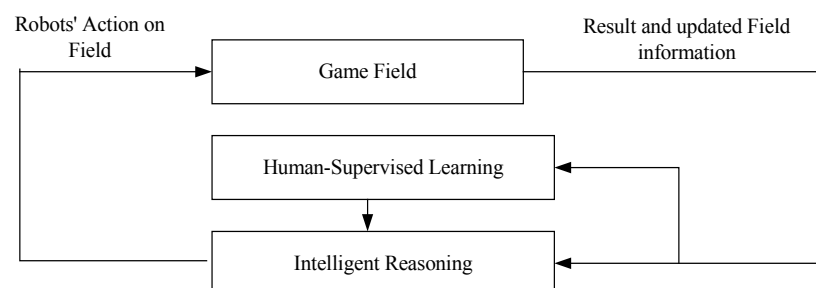 Robots' Action on
Field
Result and updated Field
information
Game Field
Human-Supervised Learning
Intelligent Reasoning